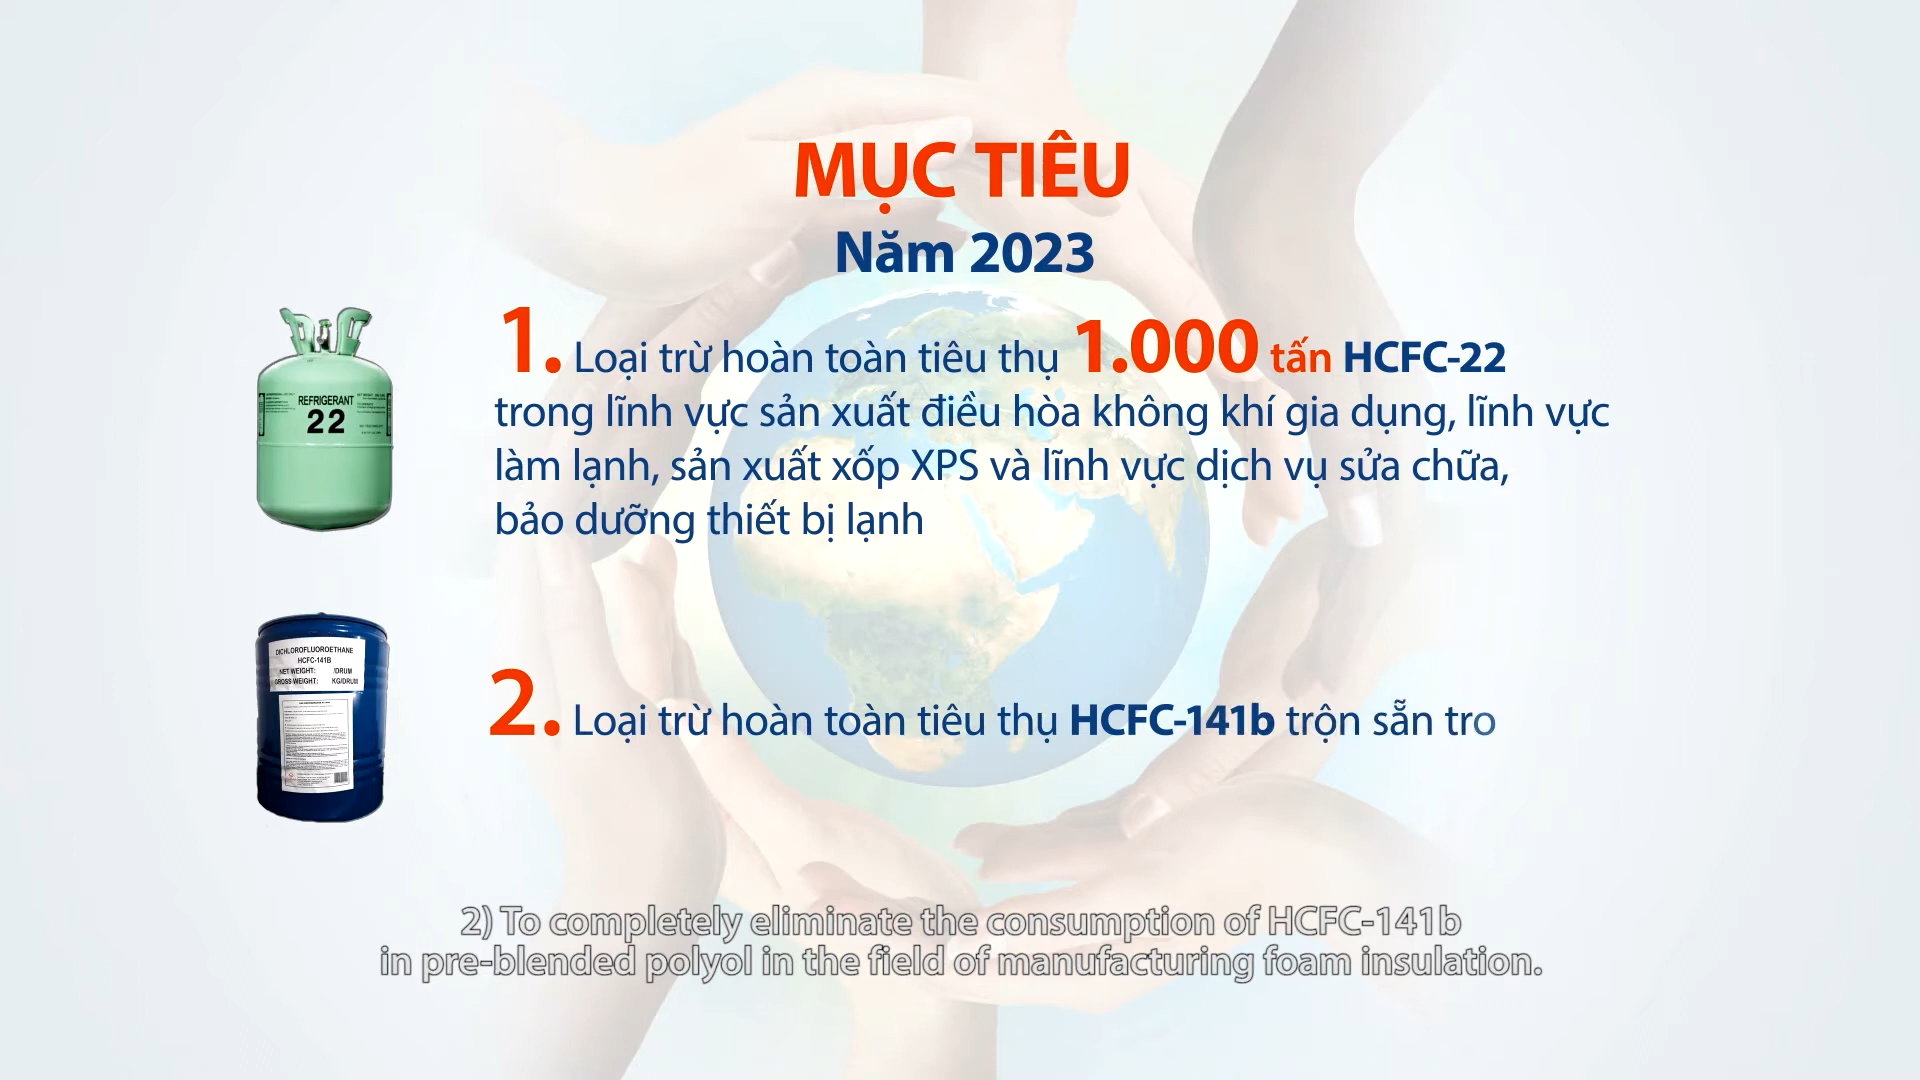 MỤC TIÊU
Năm 2023
1. Loại trừ hoàn toàn tiêu thụ 1.000 tấn HCFC-22
trong lĩnh vực sản xuất điều hòa không khí gia dụng, lĩnh vực
làm lạnh, sản xuất xốp XPS và lĩnh vực dịch vụ sửa chữa,
bảo dưỡng thiết bị lạnh
REFRIGERANT
22
DICHLOROFLUOROETHANE
HCFC-141B
NET WEIGHT: /DRUM
GROSS WEIGHT: KG/DRUM
2. Loại trừ hoàn toàn tiêu thụ HCFC-141b trộn sẵn tro
2) To completely eliminate the consumption of HCFC-141b
in pre-blended polyol in the field of manufacturing foam insulation.